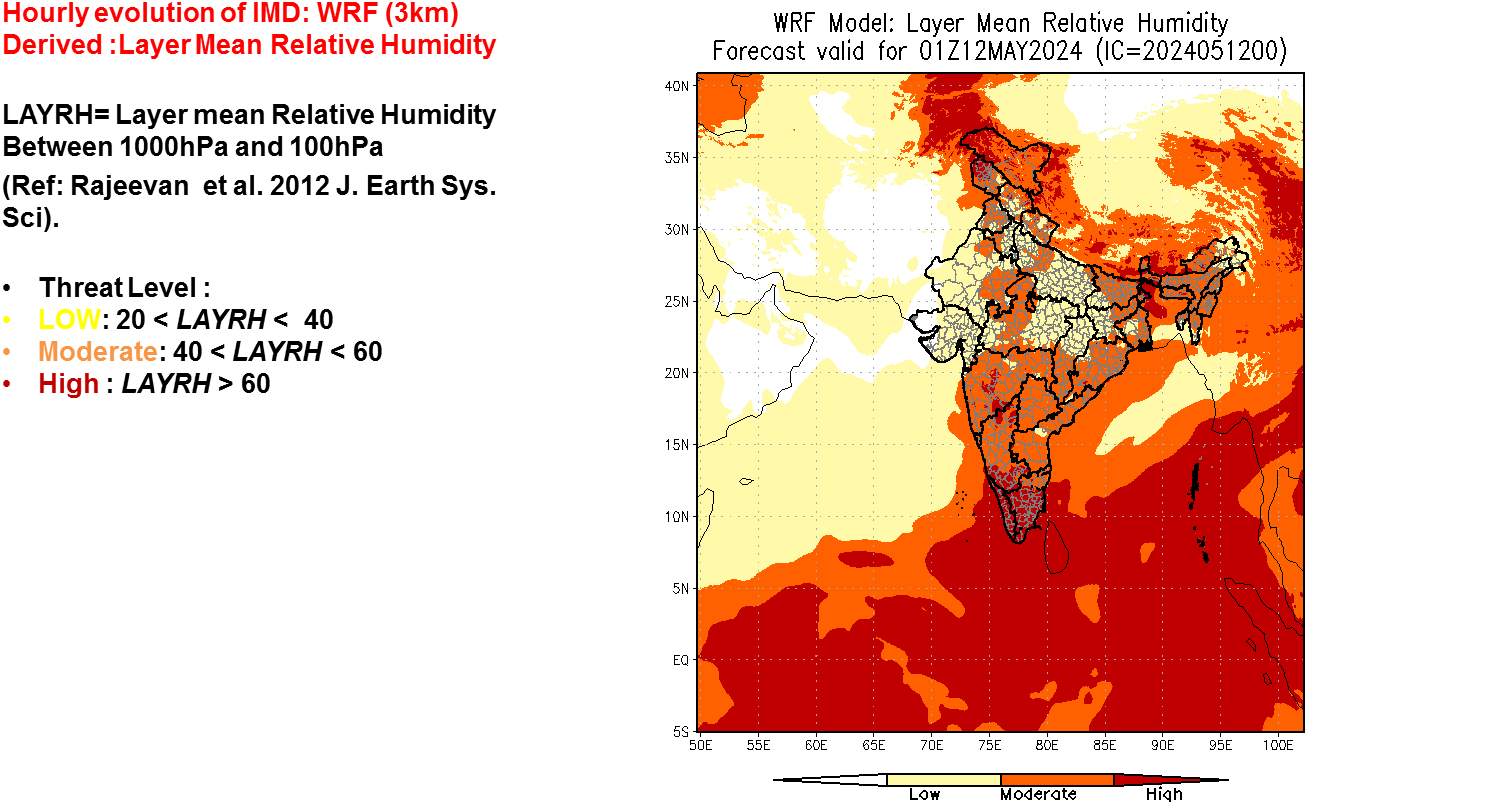 Hourly evolution of IMD: WRF (3km)
Derived :Layer Mean Relative Humidity
LAYRH= Layer mean Relative Humidity
Between 1000hPa and 100hPa
(Ref: Rajeevan et al. 2012 J. Earth Sys.
Sci).
• Threat Level :
• LOW: 20 < LAYRH < 40
• Moderate: 40 < LAYRH < 60
• High : LAYRH > 60
WRF Model: Layer Mean Relative Humidity
Forecast valid for 01Z12MAY2024 (IC=2024051200)
40N
35N
30N
25N
20N
15N
10N
5N
EQ
5S
50E 55E 60E 65E 70E 75E 80E 85E 90E 95E 100E
Low Moderate High